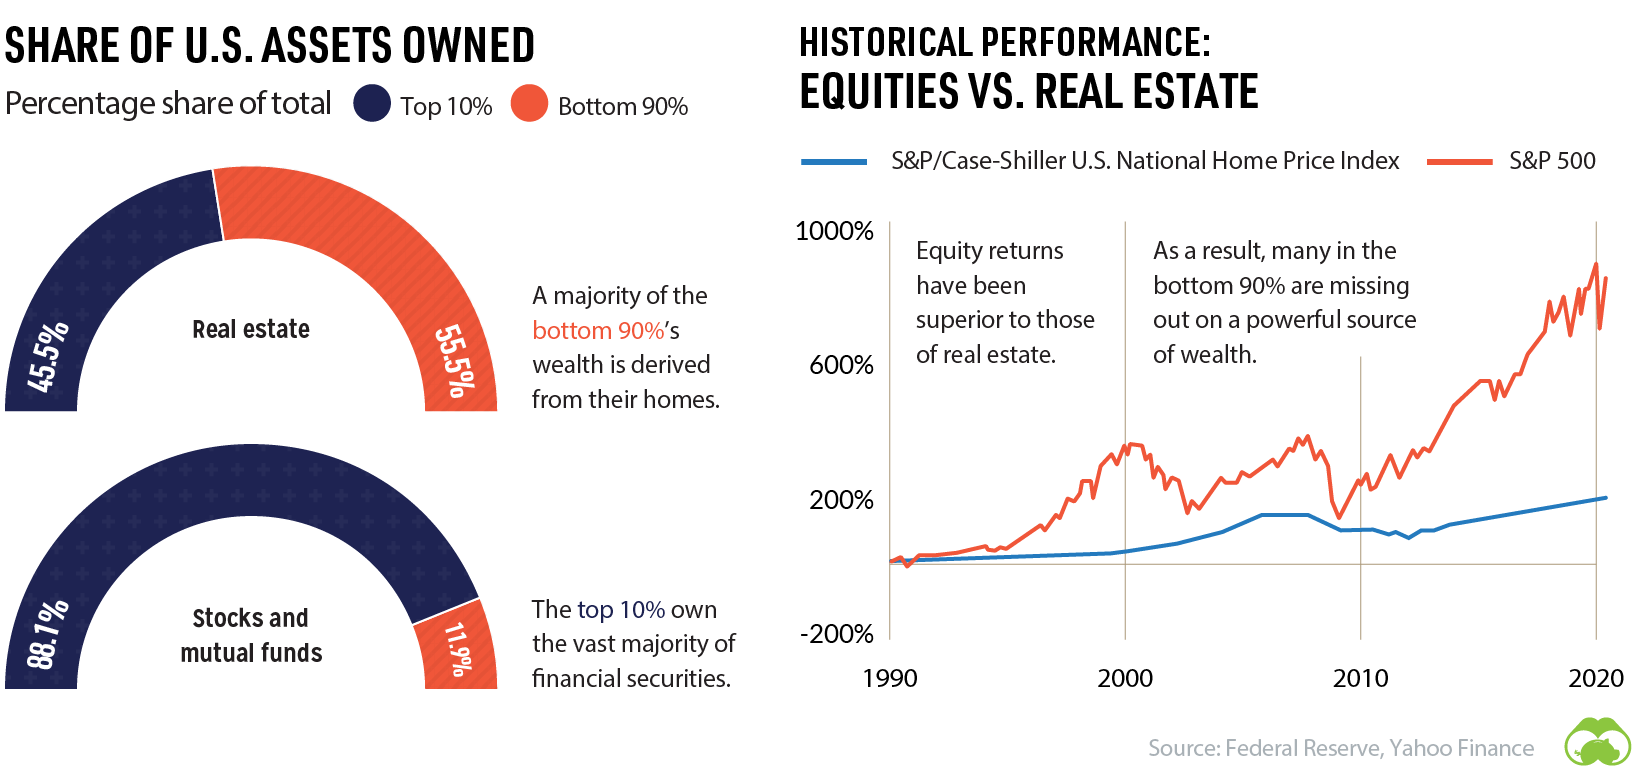 SHARE OF U.S. ASSETS OWNED
Percentage share of total
Top 10%
Bottom 90%
45.5%
Real estate
55.5%
A majority of the
bottom 90%'s
wealth is derived
from their homes.
88.1%
Stocks and
mutual funds
11.9%
The top 10% own
the vast majority of
financial securities.
HISTORICAL PERFORMANCE:
EQUITIES VS. REAL ESTATE
S&P/Case-Shiller U.S. National Home Price Index
S&P 500
1000%
600%
200%
-200%
Equity returns
have been
superior to those
of real estate.
As a result, many in the
bottom 90% are missing
out on a powerful source
of wealth.
1990
2000
2010
2020
Source: Federal Reserve, Yahoo Finance